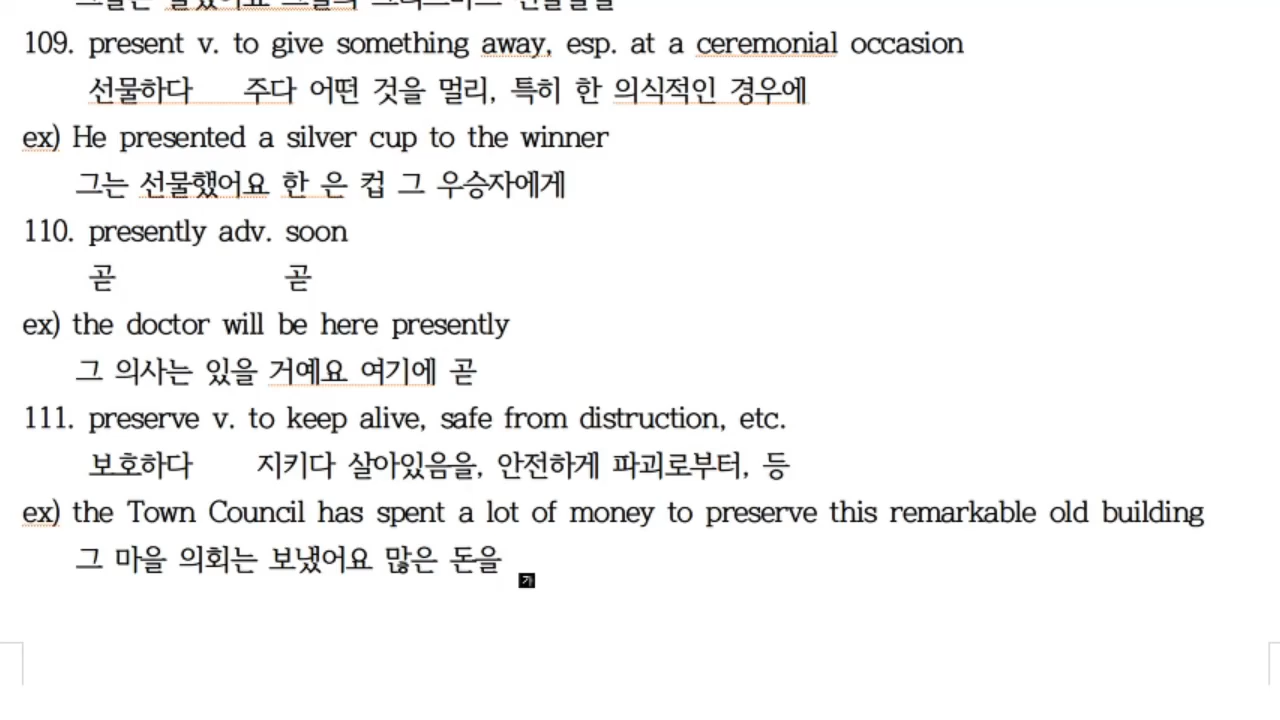 109. present v. to give something away, esp. at a ceremonial occasion
선물하다 주다 어떤 것을 멀리, 특히 한 의식적인 경우에
ex) He presented a silver cup to the winner
그는 선물했어요 한 은 컵 그 우승자에게
110. presently adv. soon
곧 곧
ex) the doctor will be here presently
그 의사는 있을 거예요 여기에 곧
111. preserve v. to keep alive, safe from distruction, etc.
보호하다 지키다 살아있음을, 안전하게 파괴로부터, 등
ex) the Town Council has spent a lot of money to preserve this remarkable old building
그 마을 의회는 보냈어요 많은 돈을
가